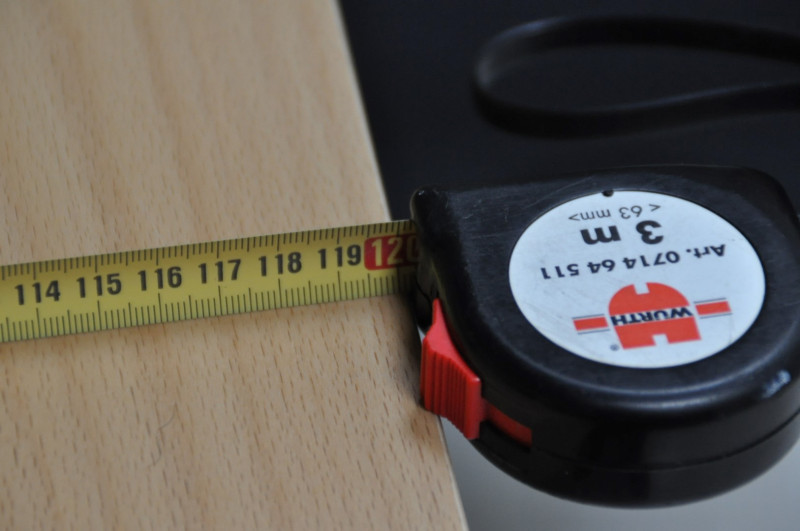 114 115 116 117 118 119 120
WÜRTH
®
Art. 0714 64 511
3 m
< 63 mm>